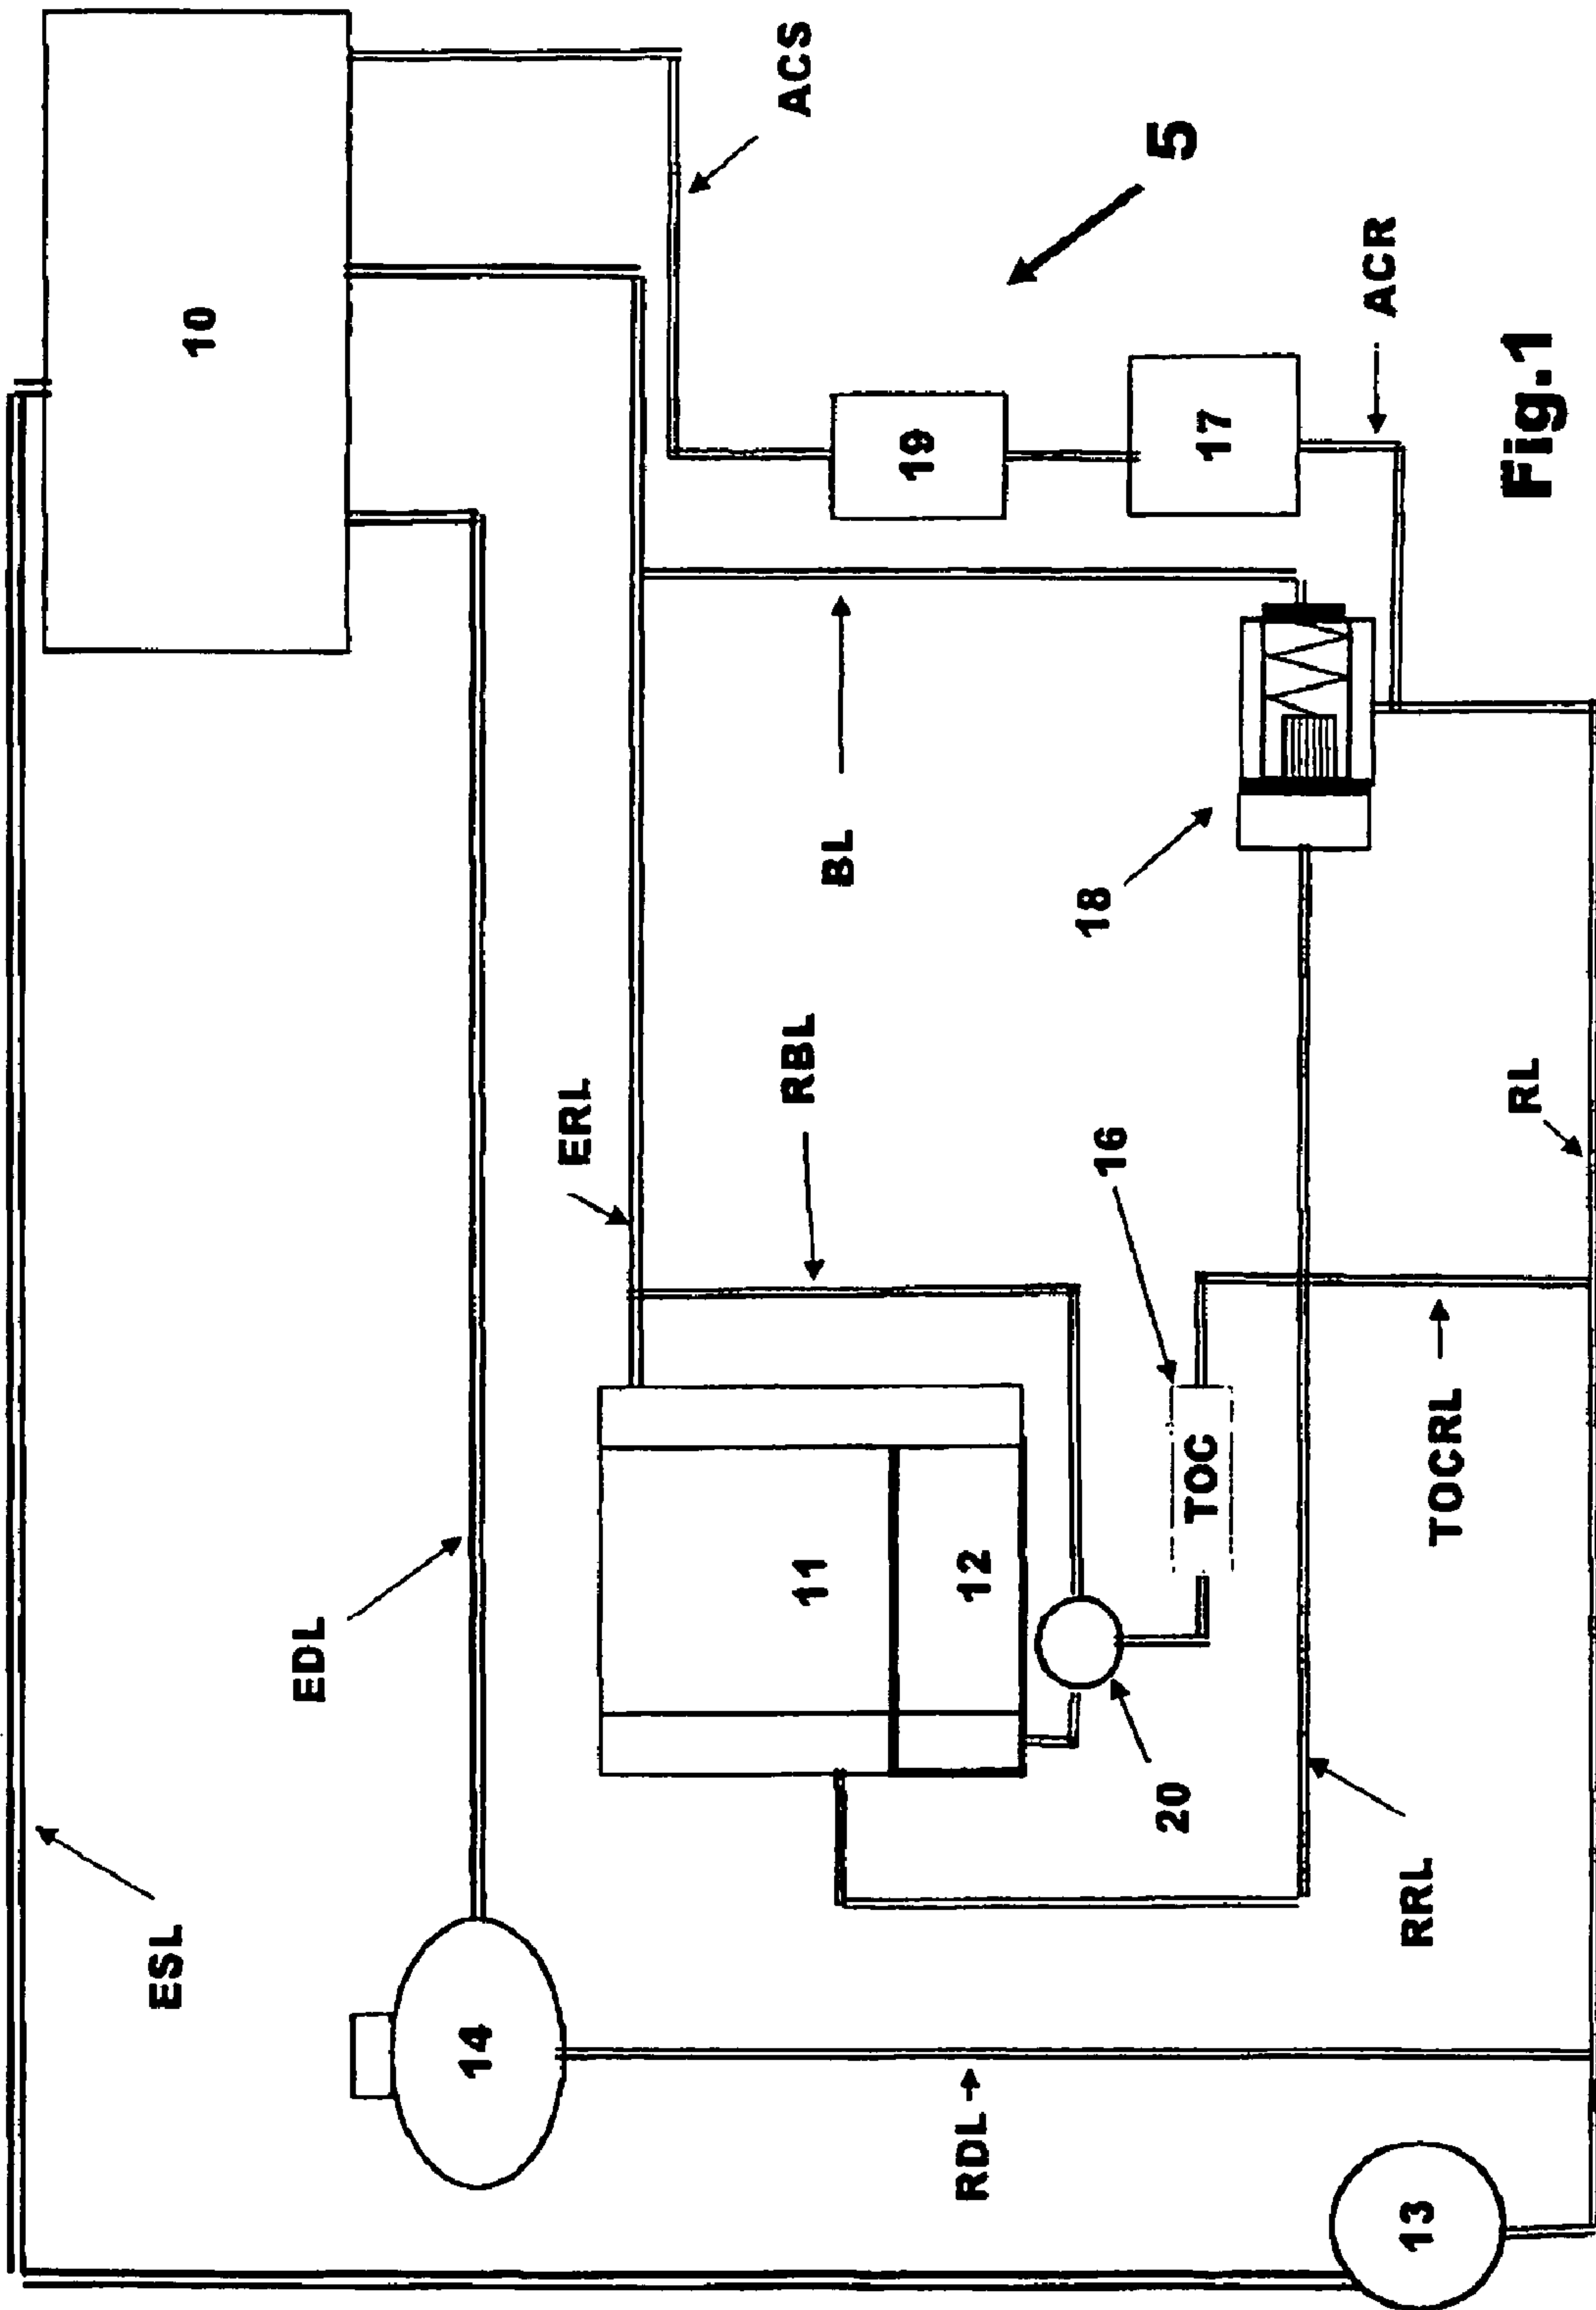 ESL
10
EDL
14
ERL
ACS
RBL
BL
11
12
19
5
RDL
20
16
TOC
18
17
ACR
13
RRL
TOCRL
RL
Fig.1